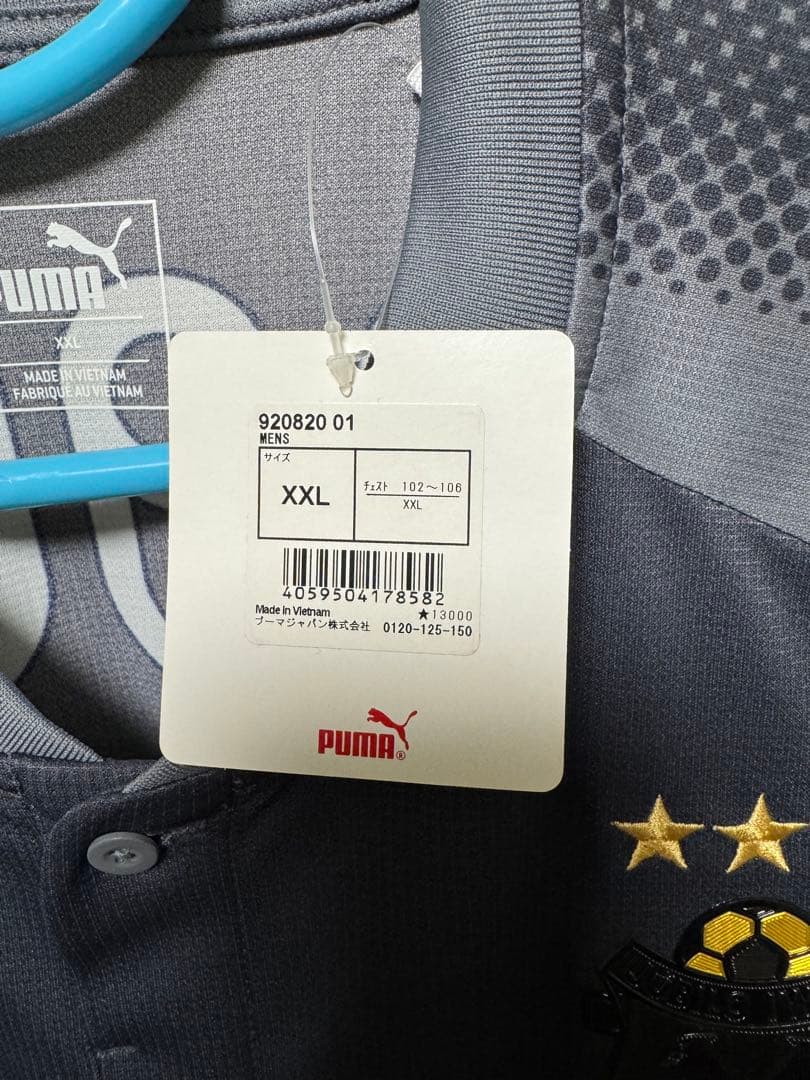 PUMA
XXL
MADE IN VIETNAM
FABRIQUÉ AU VIETNAM
920820 01
MENS
サイズ
XXL
チェスト 102～106
XXL
4059504178582
Made in Vietnam
★13000
プーマジャパン株式会社 0120-125-150
PUMA®